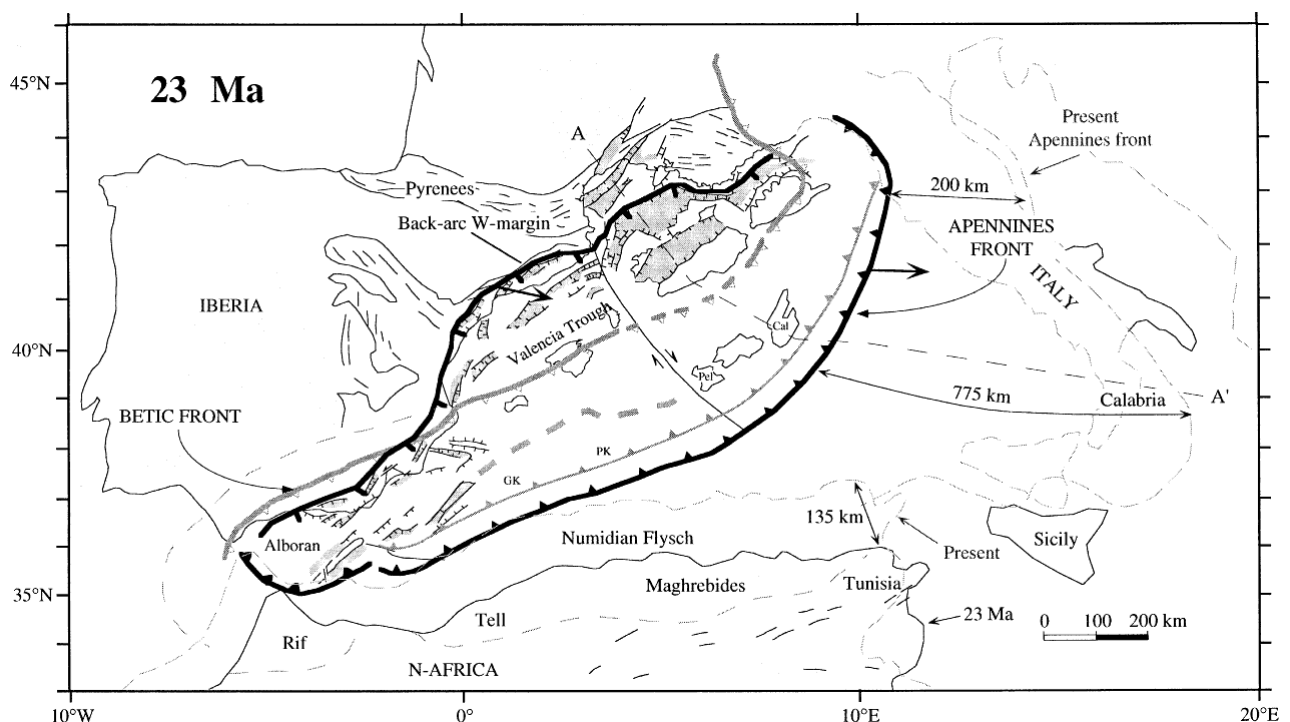 45°N
23 Ma
A
Present
Apennines front
Pyrenees
200 km
Back-arc W-margin
APENNINES
FRONT
ITALY
IBERIA
Valencia Trough
Cal
40°N
Pel
775 km
Calabria
A'
BETIC FRONT
PK
GK
135 km
Alboran
Numidian Flysch
Present
Sicily
35°N
Maghrebides
Tunisia
Tell
23 Ma
0 100 200 km
Rif
N-AFRICA
10°W
0°
10°E
20°E